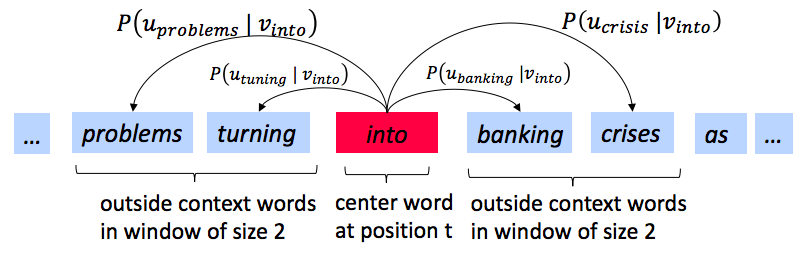 P(u_problems | v_into) P(u_crisis |v_into)
P(u_tuning | v_into) P(u_banking |v_into)
... problems turning into banking crises as ...
outside context words center word outside context words
in window of size 2 at position t in window of size 2